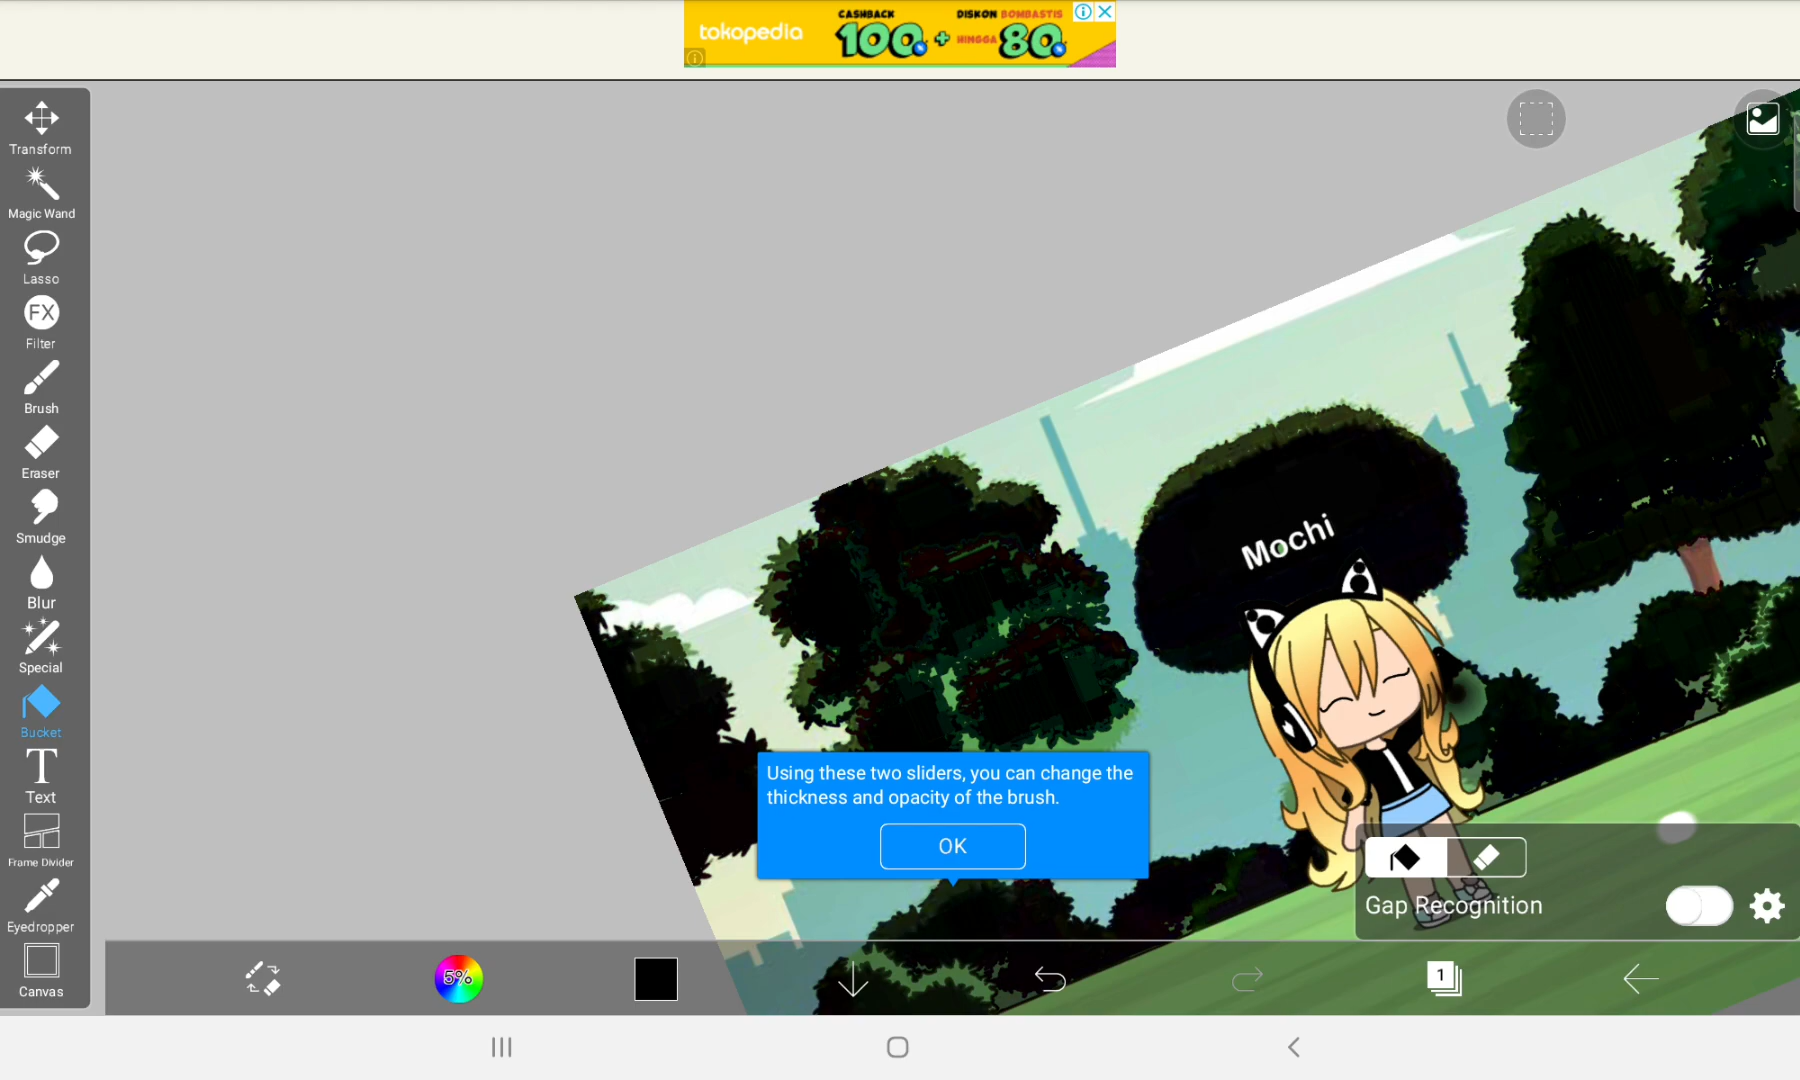 tokopedia
CASHBACK
100
+
DISKON BOMBASTIS
HINGGA
80
Transform
Magic Wand
Lasso
FX
Filter
Brush
Eraser
Smudge
Blur
Special
Bucket
T
Text
Frame Divider
Eyedropper
Canvas
Mochi
Using these two sliders, you can change the
thickness and opacity of the brush.
OK
Gap Recognition
5%
1